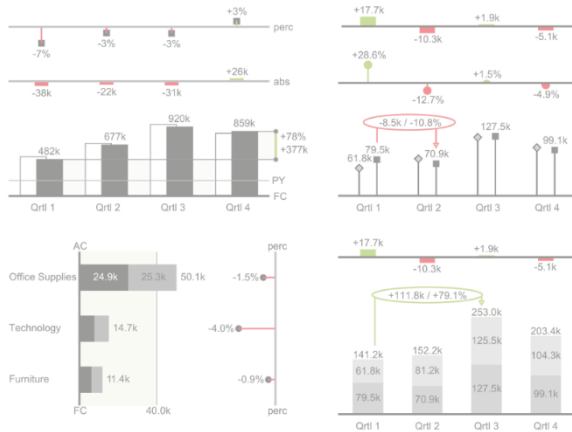 +3%
perc
-7%
-3%
-3%
+26k
abs
-38k
-22k
-31k
482k
677k
920k
859k
+78%
+377k
PY
FC
Qrtl 1
Qrtl 2
Qrtl 3
Qrtl 4
+17.7k
+1.9k
-10.3k
-5.1k
+28.6%
+1.5%
-12.7%
-4.9%
-8.5k / -10.8%
61.8k
79.5k
70.9k
127.5k
99.1k
Qrtl 1
Qrtl 2
Qrtl 3
Qrtl 4
AC
perc
Office Supplies
24.9k
25.3k
50.1k
-1.5%
Technology
14.7k
-4.0%
Furniture
11.4k
-0.9%
FC
40.0k
perc
+17.7k
+1.9k
-10.3k
-5.1k
+111.8k / +79.1%
141.2k
152.2k
253.0k
203.4k
61.8k
81.2k
125.5k
104.3k
79.5k
70.9k
127.5k
99.1k
Qrtl 1
Qrtl 2
Qrtl 3
Qrtl 4